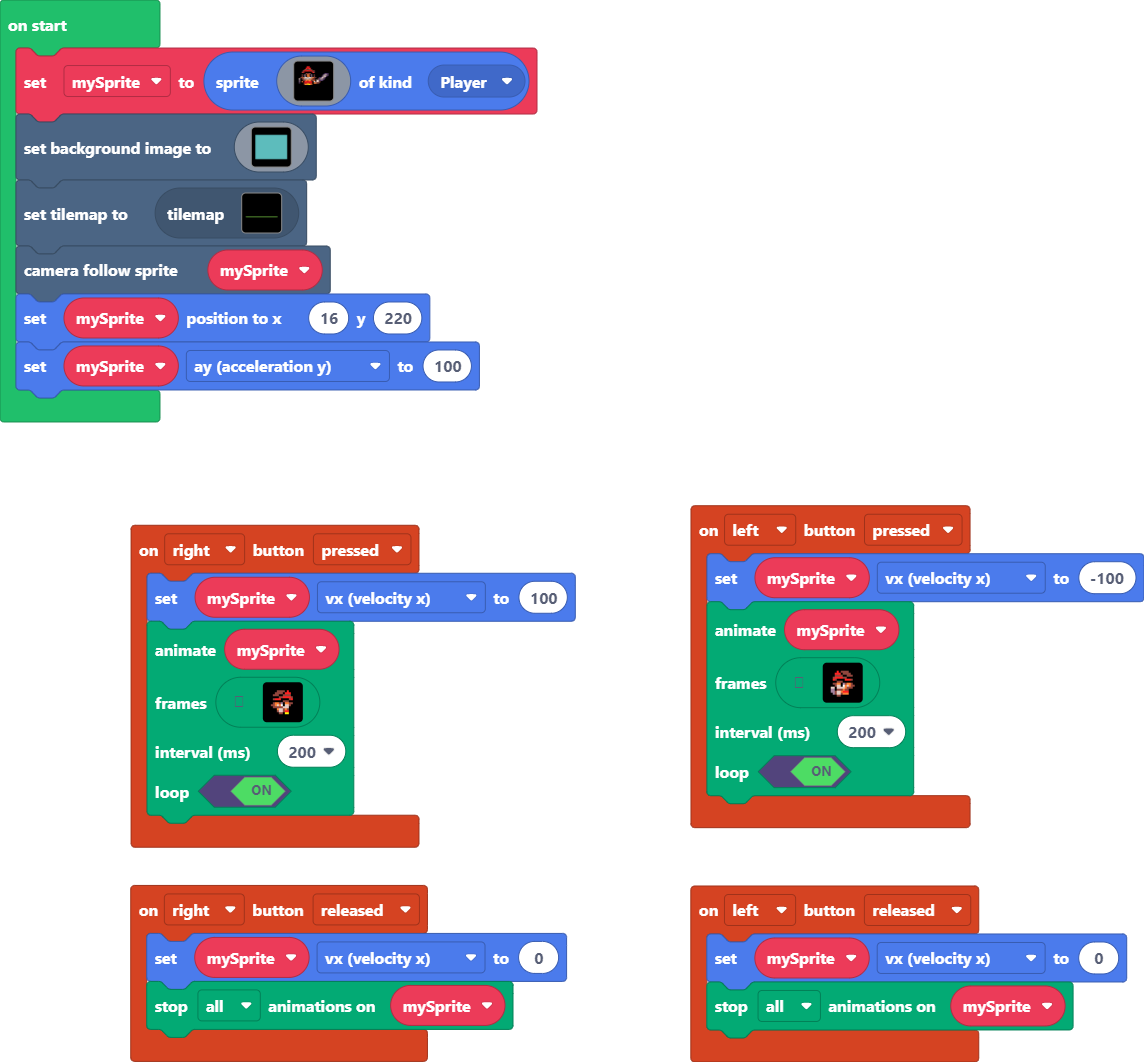 on start
set mySprite to sprite of kind Player
set background image to
set tilemap to tilemap
camera follow sprite mySprite
set mySprite position to x 16 y 220
set mySprite ay (acceleration y) to 100
on right button pressed
set mySprite vx (velocity x) to 100
animate mySprite
frames
interval (ms) 200
loop ON
on left button pressed
set mySprite vx (velocity x) to -100
animate mySprite
frames
interval (ms) 200
loop ON
on right button released
set mySprite vx (velocity x) to 0
stop all animations on mySprite
on left button released
set mySprite vx (velocity x) to 0
stop all animations on mySprite